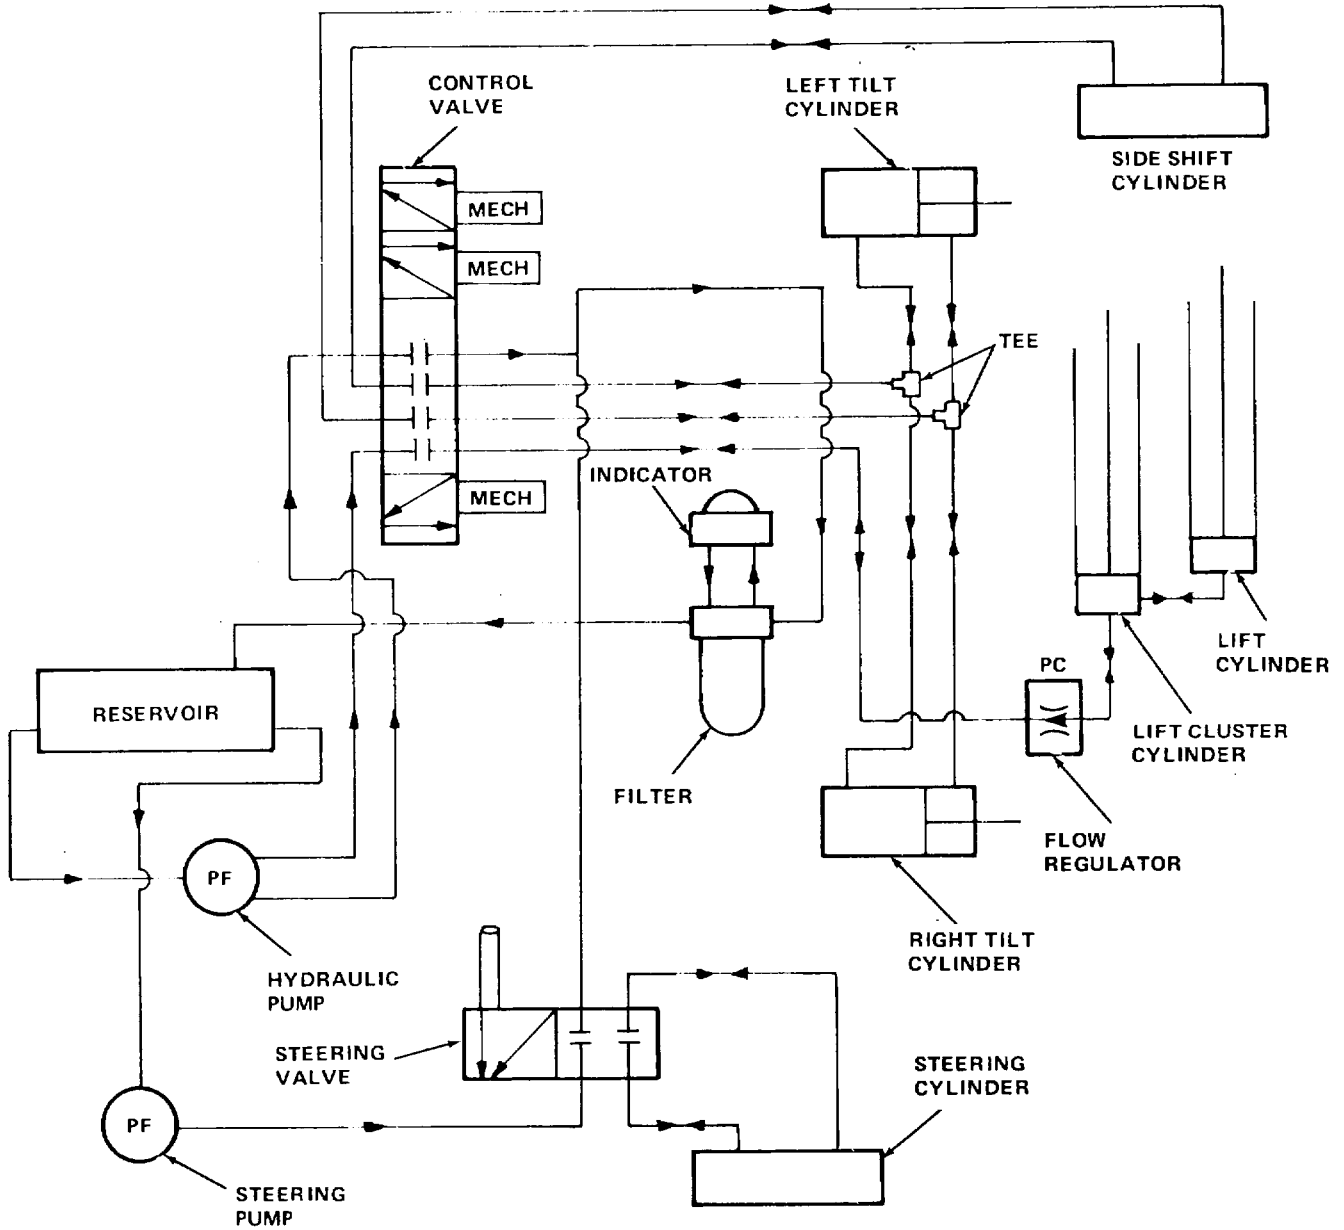 CONTROL
VALVE
LEFT TILT
CYLINDER
SIDE SHIFT
CYLINDER
MECH
MECH
TEE
INDICATOR
MECH
LIFT
CYLINDER
PC
RESERVOIR
LIFT CLUSTER
CYLINDER
FILTER
FLOW
REGULATOR
PF
RIGHT TILT
CYLINDER
HYDRAULIC
PUMP
STEERING
VALVE
STEERING
CYLINDER
PF
STEERING
PUMP